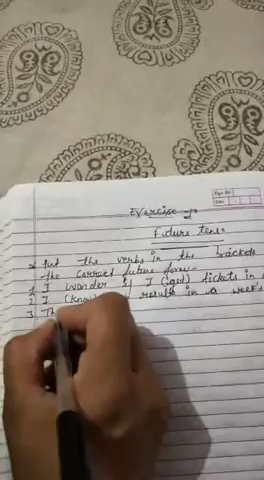 Exercise - I
Future tense
* Put the verbs in the brackets
the correct future form-
1 I wonder if I (get) tickets in
2 I (know) results in a week's
3 Th